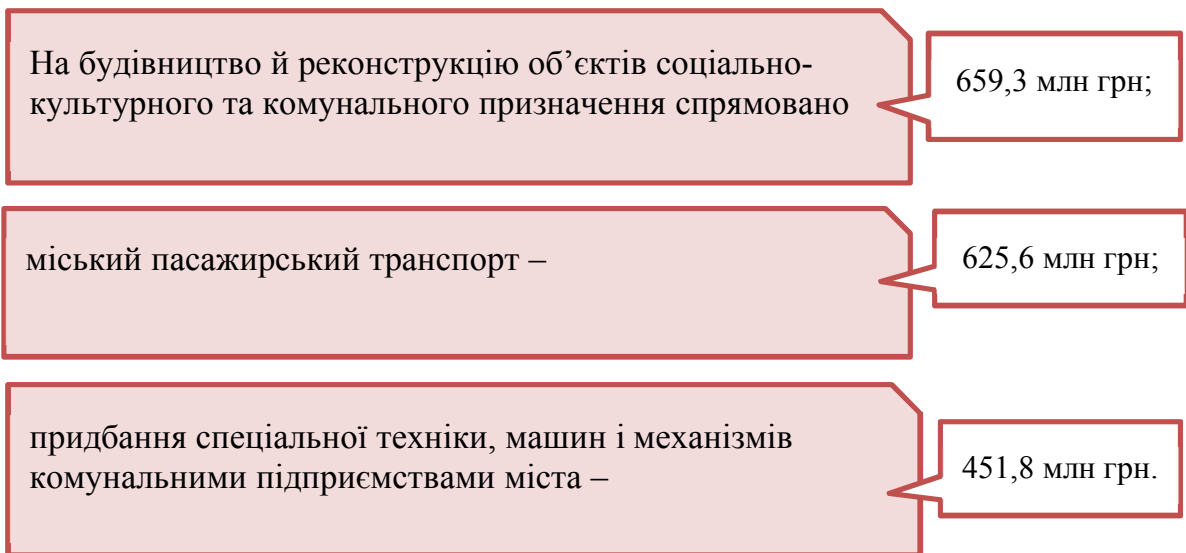 На будівництво й реконструкцію об’єктів соціально-
культурного та комунального призначення спрямовано
659,3 млн грн;
міський пасажирський транспорт –
625,6 млн грн;
придбання спеціальної техніки, машин і механізмів
комунальними підприємствами міста –
451,8 млн грн.